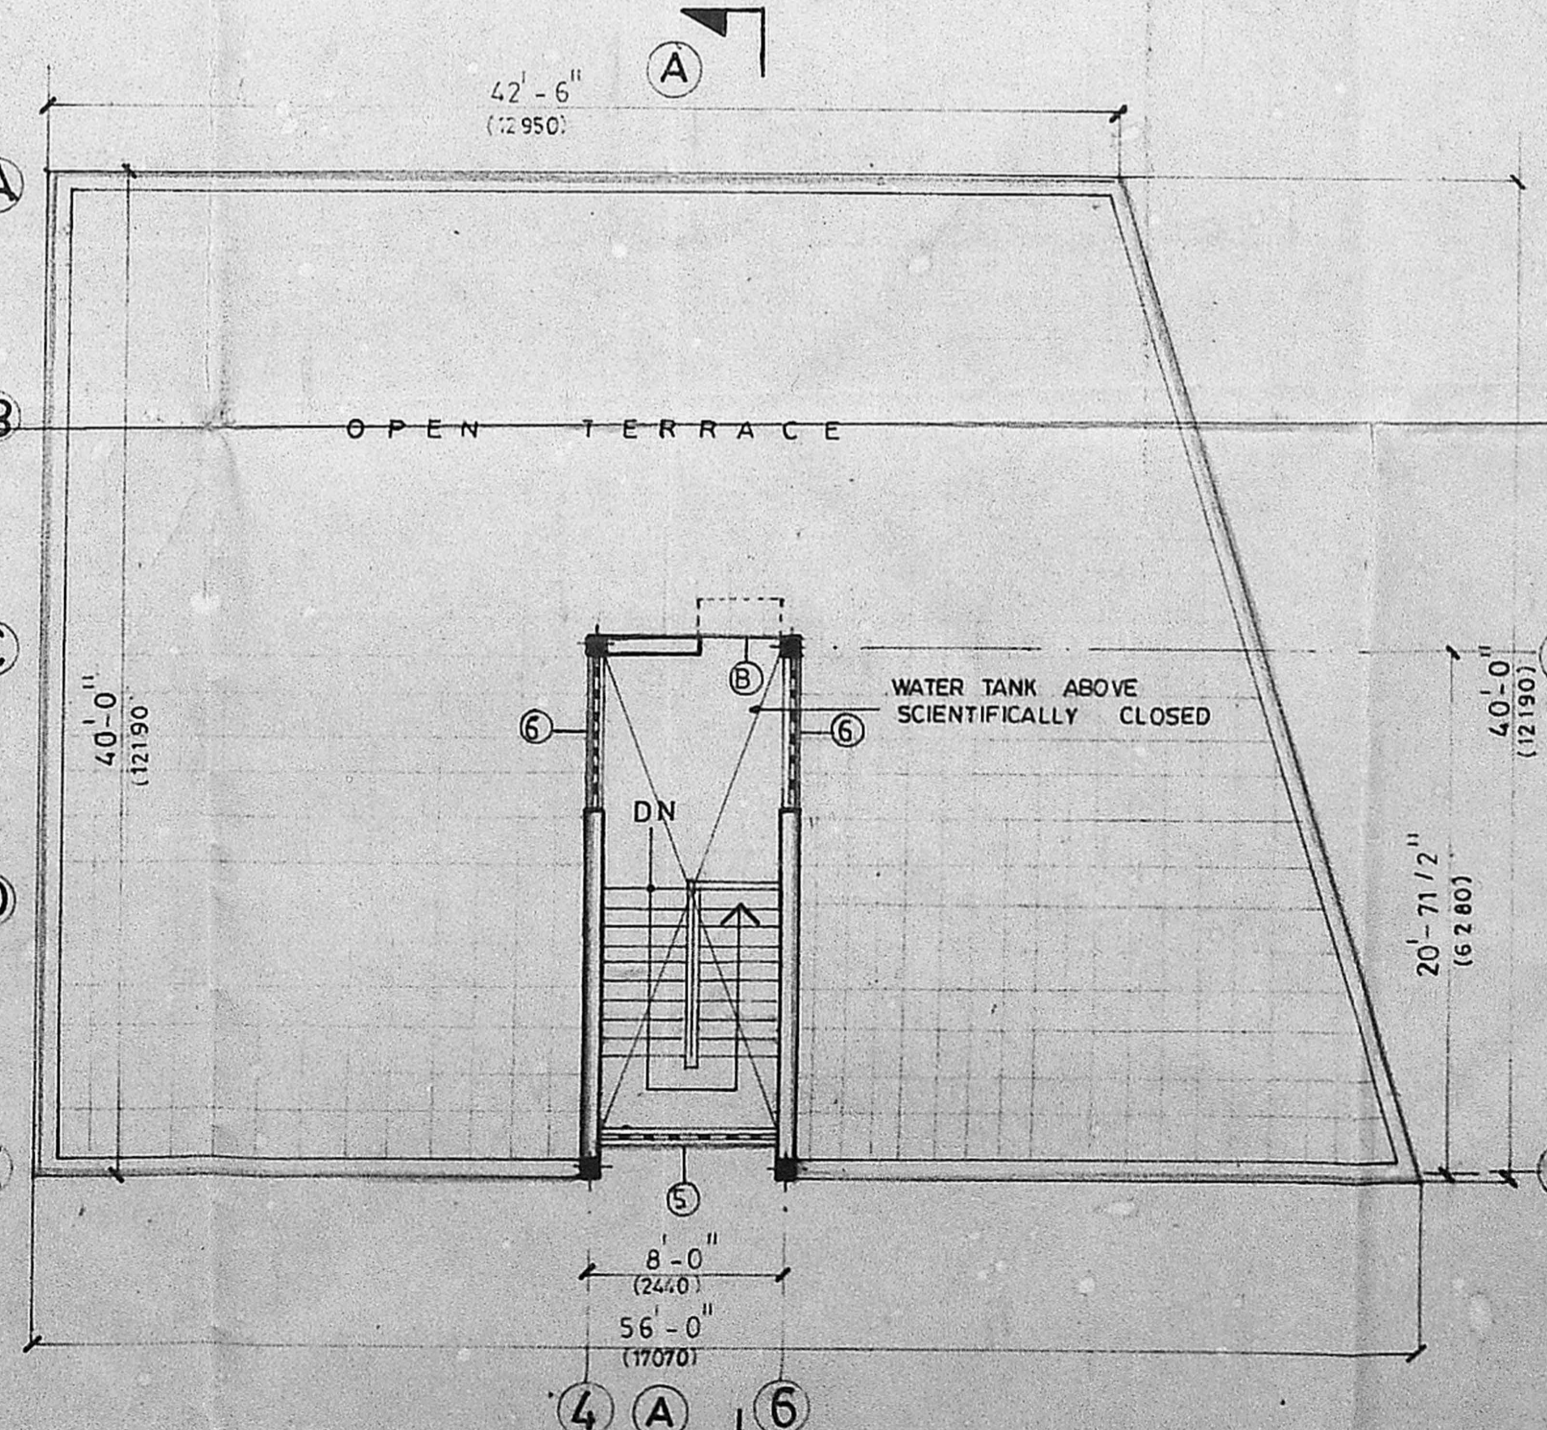 A
42'-6"
(12950)
A
B
OPEN TERRACE
C
B
WATER TANK ABOVE
SCIENTIFICALLY CLOSED
6
6
40'-0"
(12190)
40'-0"
(12190)
DN
20'-7 1/2"
(6280)
5
8'-0"
(2440)
56'-0"
(17070)
4
A
6